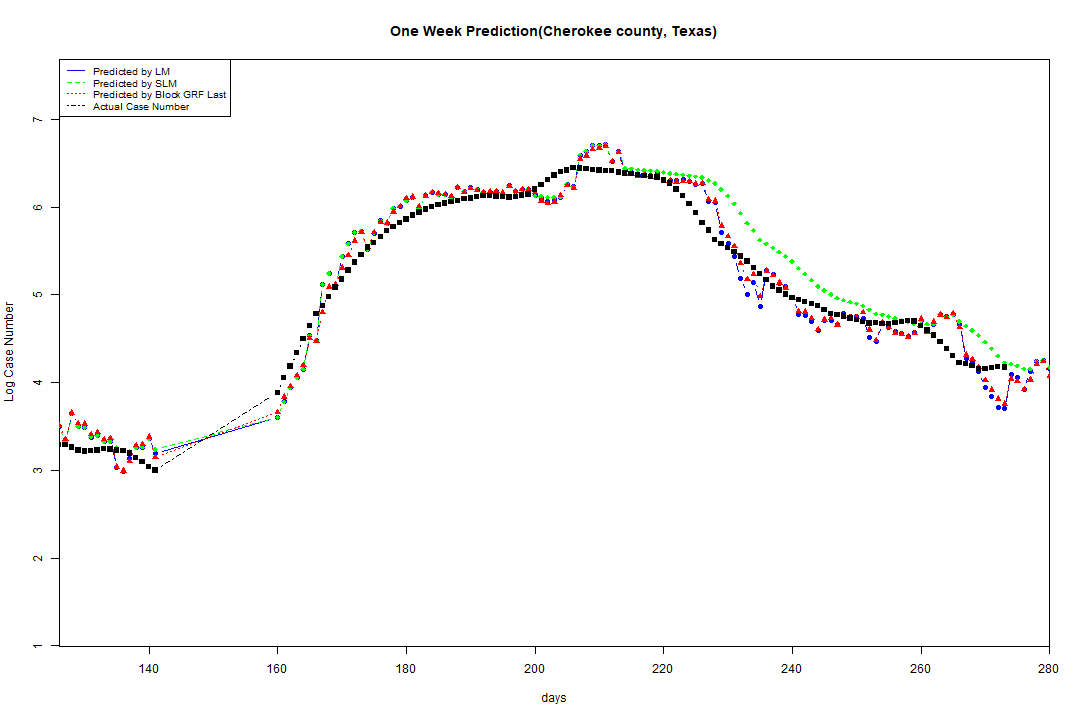 One Week Prediction(Cherokee county, Texas)
Predicted by LM
Predicted by SLM
Predicted by Block GRF Last
Actual Case Number
Log Case Number
7
6
5
4
3
2
1
140 160 180 200 220 240 260 280
days